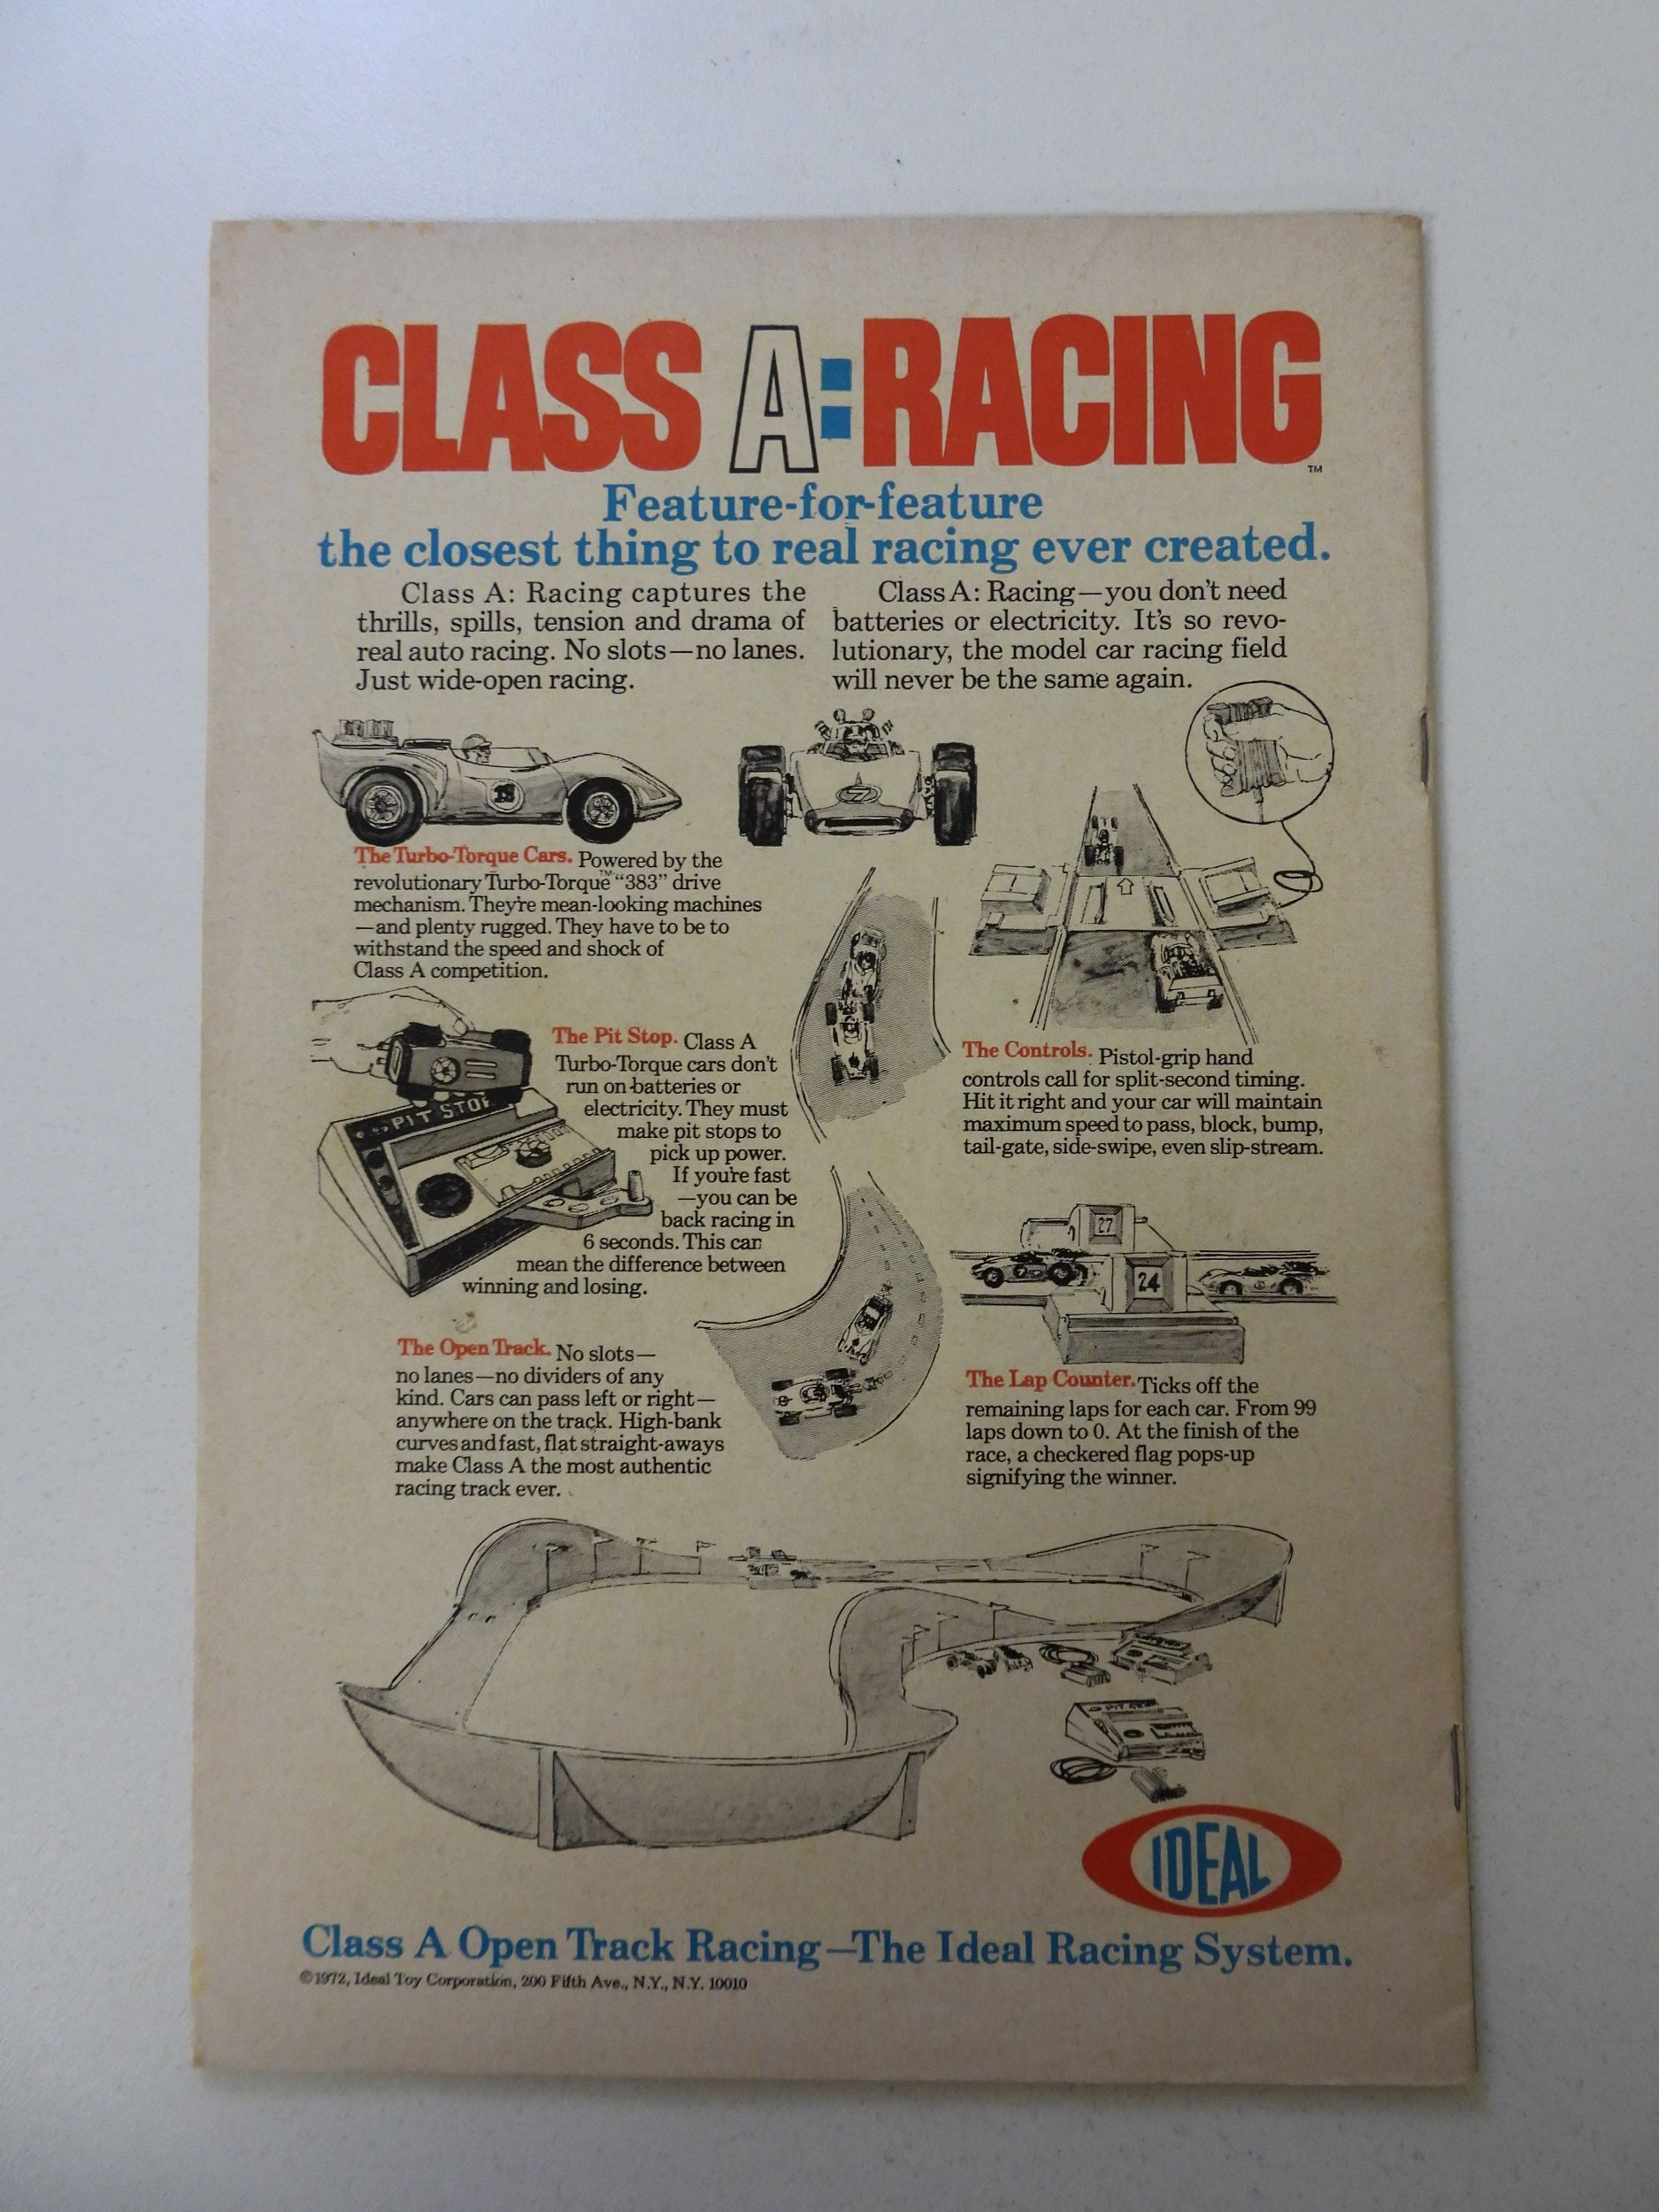 CLASS A:RACING
TM
Feature-for-feature
the closest thing to real racing ever created.
Class A: Racing captures the
thrills, spills, tension and drama of
real auto racing. No slots—no lanes.
Just wide-open racing.
Class A: Racing—you don't need
batteries or electricity. It's so revo-
lutionary, the model car racing field
will never be the same again.
7
The Turbo-Torque Cars. Powered by the
revolutionary Turbo-Torque™ "383" drive
mechanism. They're mean-looking machines
—and plenty rugged. They have to be to
withstand the speed and shock of
Class A competition.
PIT STOP
The Pit Stop. Class A
Turbo-Torque cars don't
run on batteries or
electricity. They must
make pit stops to
pick up power.
If you're fast
—you can be
back racing in
6 seconds. This can
mean the difference between
winning and losing.
The Controls. Pistol-grip hand
controls call for split-second timing.
Hit it right and your car will maintain
maximum speed to pass, block, bump,
tail-gate, side-swipe, even slip-stream.
27
24
The Open Track. No slots—
no lanes—no dividers of any
kind. Cars can pass left or right—
anywhere on the track. High-bank
curves and fast, flat straight-aways
make Class A the most authentic
racing track ever.
The Lap Counter. Ticks off the
remaining laps for each car. From 99
laps down to 0. At the finish of the
race, a checkered flag pops-up
signifying the winner.
IDEAL
Class A Open Track Racing—The Ideal Racing System.
©1972, Ideal Toy Corporation, 200 Fifth Ave., N.Y., N.Y. 10010